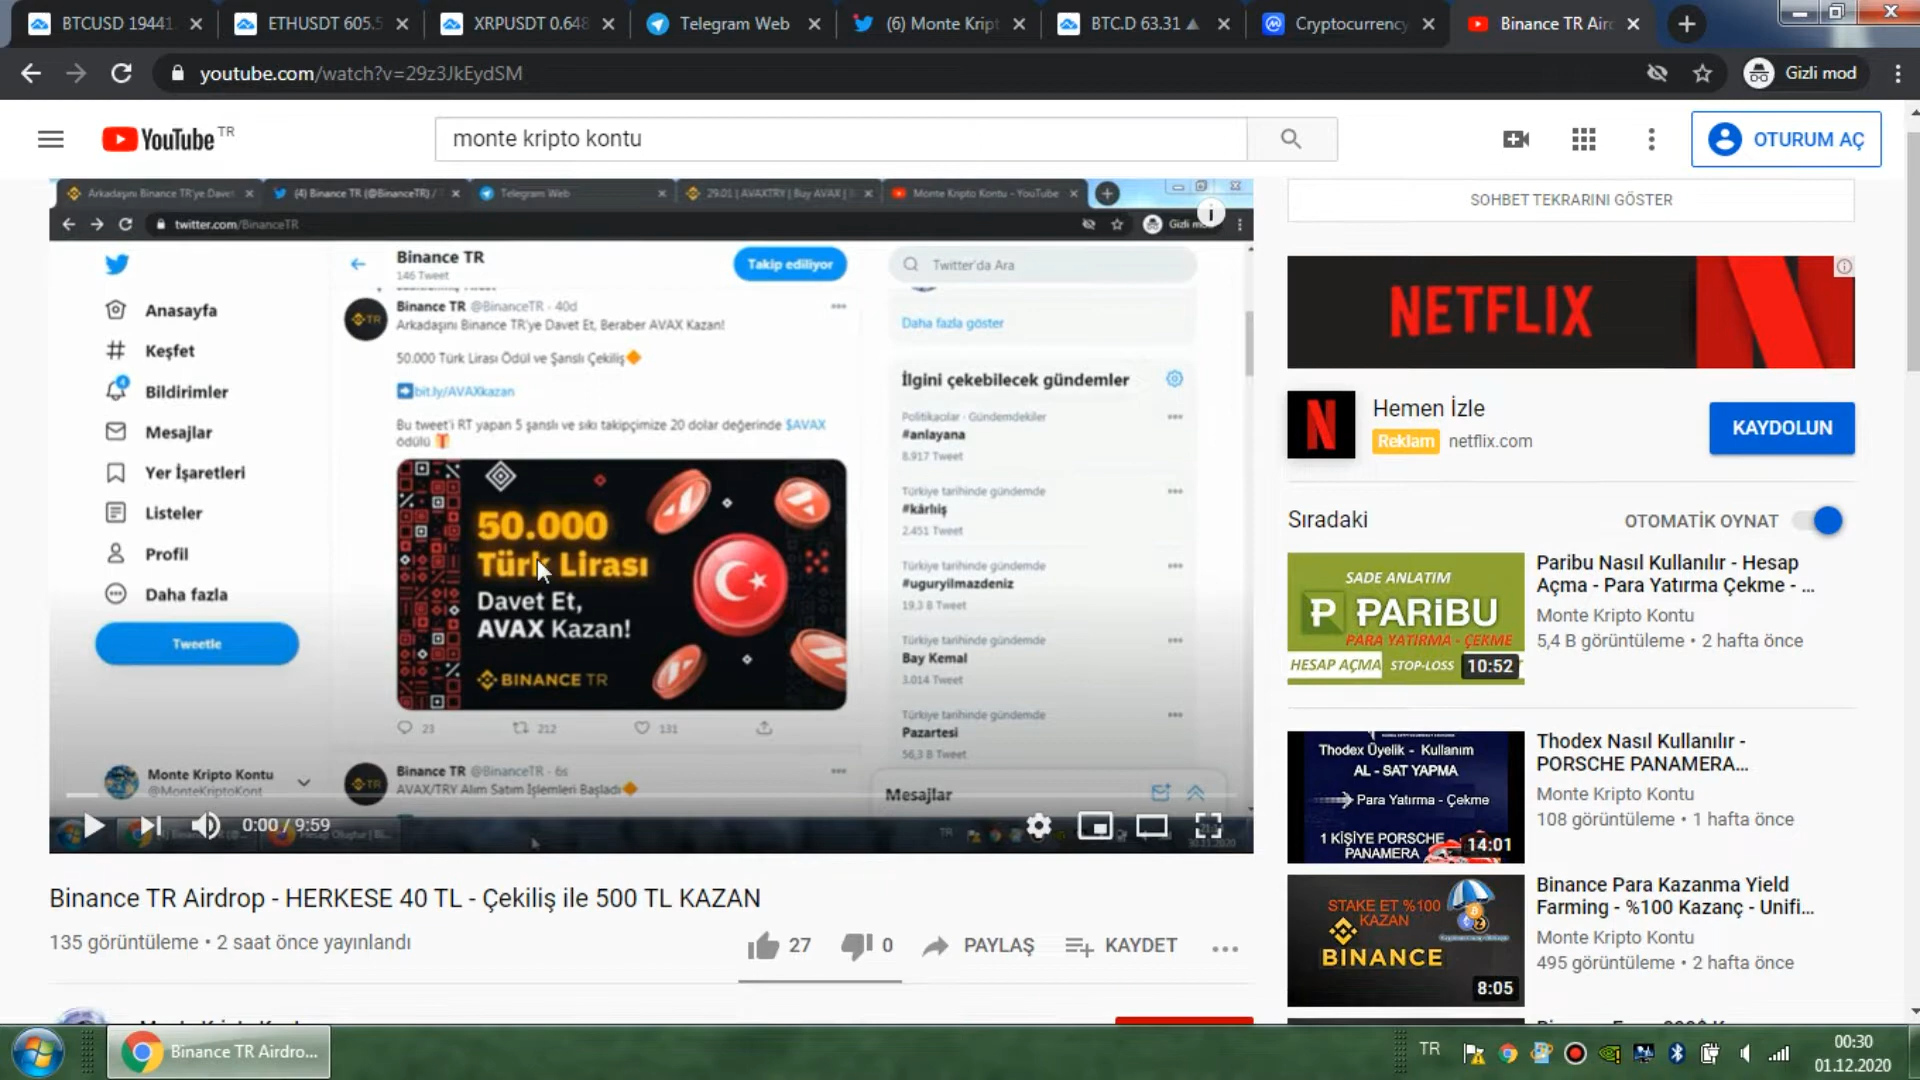 BTCUSD 19441.
ETHUSDT 605.5
XRPUSDT 0.648
Telegram Web
(6) Monte Kript
BTC.D 63.31 ▲
Cryptocurrency
Binance TR Air
youtube.com/watch?v=29z3JkEydSM
Gizli mod
YouTube TR
monte kripto kontu
OTURUM AÇ
Arkadaşını Binance TR'ye Davet
(4) Binance TR (@BinanceTR) /
Telegram Web
29.01 | AVAXTRY | Buy AVAX |
Monte Kripto Kontu - YouTube
twitter.com/BinanceTR
Binance TR
146 Tweet
Takip ediliyor
Twitter'da Ara
Anasayfa
Keşfet
Bildirimler
Mesajlar
Yer İşaretleri
Listeler
Profil
Daha fazla
Tweetle
Monte Kripto Kontu
@MonteKriptoKont
Binance TR @BinanceTR · 40d
Arkadaşını Binance TR'ye Davet Et, Beraber AVAX Kazan!
50.000 Türk Lirası Ödül ve Şanslı Çekiliş
bit.ly/AVAXkazan
Bu tweet'i RT yapan 5 şanslı ve sıkı takipçimize 20 dolar değerinde $AVAX
ödülü
50.000
Türk Lirası
Davet Et,
AVAX Kazan!
BINANCE TR
23 212 131
Binance TR @BinanceTR · 6s
AVAX/TRY Alım Satım İşlemleri Başladı
Daha fazla göster
İlgini çekebilecek gündemler
Politikacılar · Gündemdekiler
#anlayana
8.917 Tweet
Türkiye tarihinde gündemde
#kârlıiş
2.451 Tweet
Türkiye tarihinde gündemde
#uguryilmazdeniz
19,3 B Tweet
Türkiye tarihinde gündemde
Bay Kemal
3.014 Tweet
Türkiye tarihinde gündemde
Pazartesi
56,3 B Tweet
Mesajlar
0:00 / 9:59
Binance TR Airdrop - HERKESE 40 TL - Çekiliş ile 500 TL KAZAN
135 görüntüleme • 2 saat önce yayınlandı
27 0 PAYLAŞ KAYDET
SOHBET TEKRARINI GÖSTER
NETFLIX
Hemen İzle
Reklam netflix.com
KAYDOLUN
Sıradaki
OTOMATİK OYNAT
SADE ANLATIM
PARiBU
PARA YATIRMA - ÇEKME
HESAP AÇMA STOP-LOSS 10:52
Paribu Nasıl Kullanılır - Hesap
Açma - Para Yatırma Çekme - ...
Monte Kripto Kontu
5,4 B görüntüleme • 2 hafta önce
Thodex Üyelik - Kullanım
AL - SAT YAPMA
Para Yatırma - Çekme
1 KİŞİYE PORSCHE
PANAMERA
14:01
Thodex Nasıl Kullanılır -
PORSCHE PANAMERA...
Monte Kripto Kontu
108 görüntüleme • 1 hafta önce
STAKE ET %100
KAZAN
BINANCE
8:05
Binance Para Kazanma Yield
Farming - %100 Kazanç - Unifi...
Monte Kripto Kontu
495 görüntüleme • 2 hafta önce
Binance TR Airdro...
TR
00:30
01.12.2020